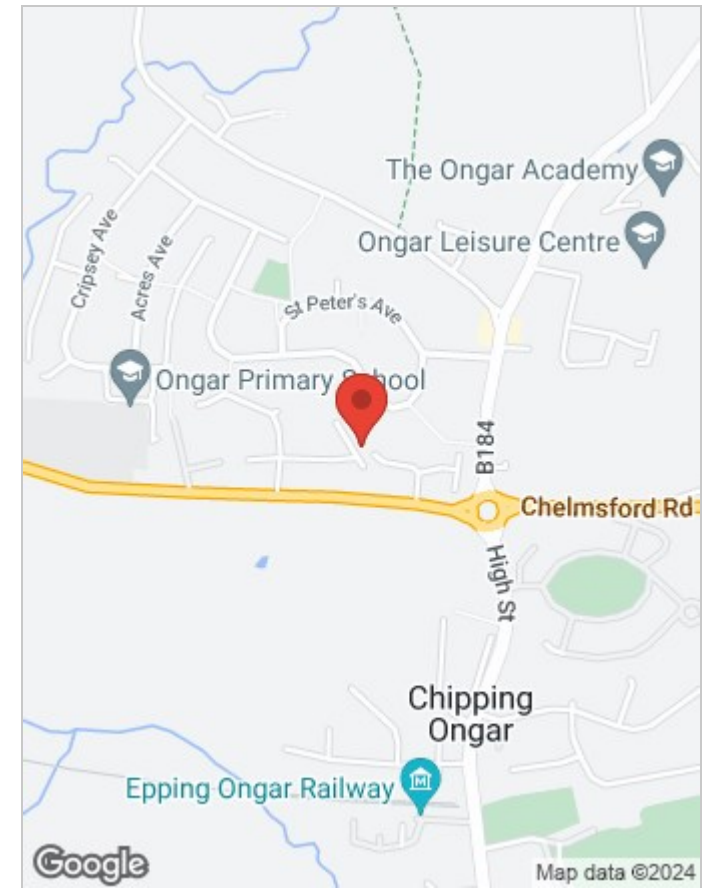 The Ongar Academy
Ongar Leisure Centre
Cripsey Ave
Acres Ave
St Peter's Ave
Ongar Primary School
B184
Chelmsford Rd
High St
Chipping
Ongar
Epping Ongar Railway
M
Google
Map data ©2024